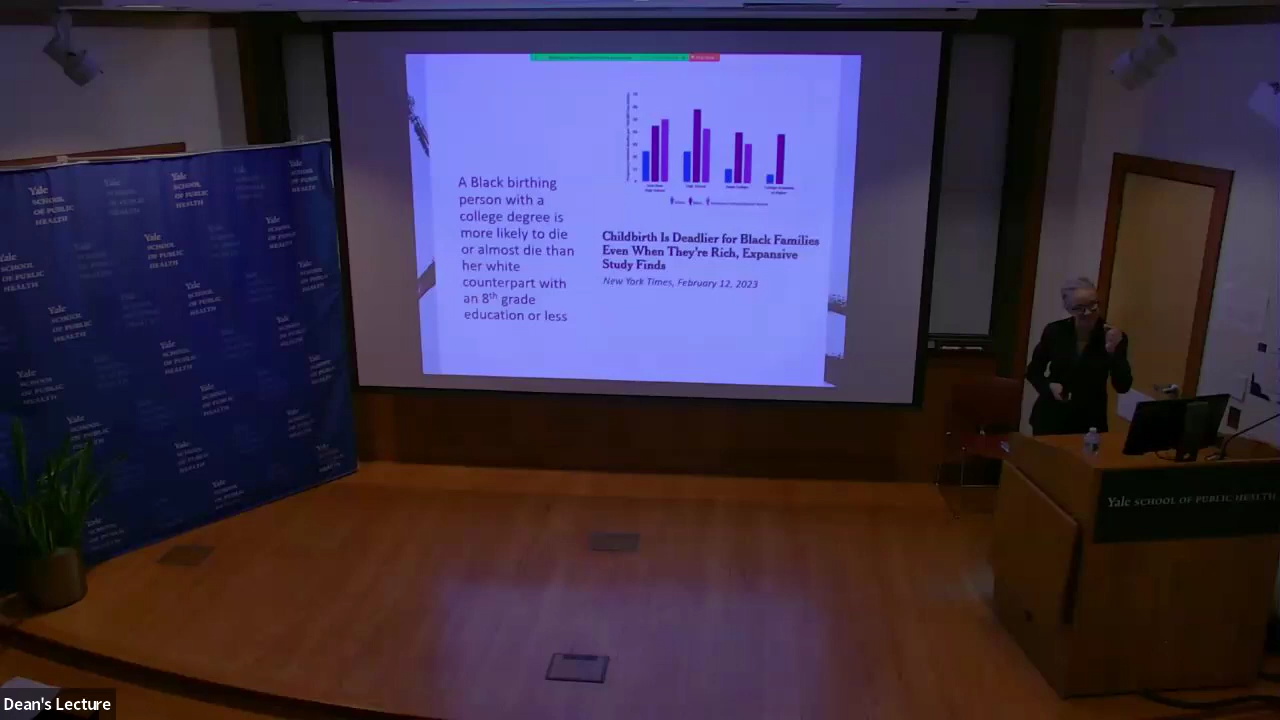 A Black birthing
person with a
college degree is
more likely to die
or almost die than
her white
counterpart with
an 8th grade
education or less
Childbirth Is Deadlier for Black Families
Even When They're Rich, Expansive
Study Finds
New York Times, February 12, 2023
Yale
SCHOOL
OF PUBLIC
HEALTH
Yale SCHOOL OF PUBLIC HEALTH
Dean's Lecture